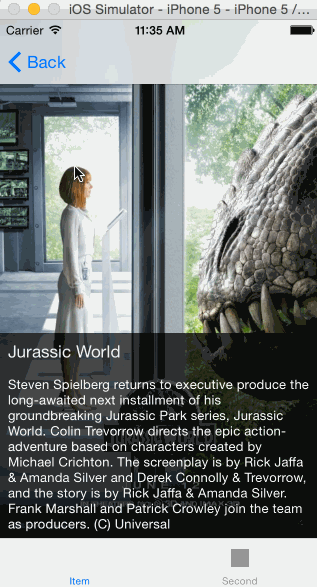 iOS Simulator - iPhone 5 - iPhone 5 /...
Carrier 11:35 AM
Back
Jurassic World
Steven Spielberg returns to executive produce the
long-awaited next installment of his
groundbreaking Jurassic Park series, Jurassic
World. Colin Trevorrow directs the epic action-
adventure based on characters created by
Michael Crichton. The screenplay is by Rick Jaffa
& Amanda Silver and Derek Connolly & Trevorrow,
and the story is by Rick Jaffa & Amanda Silver.
Frank Marshall and Patrick Crowley join the team
as producers. (C) Universal
Item Second